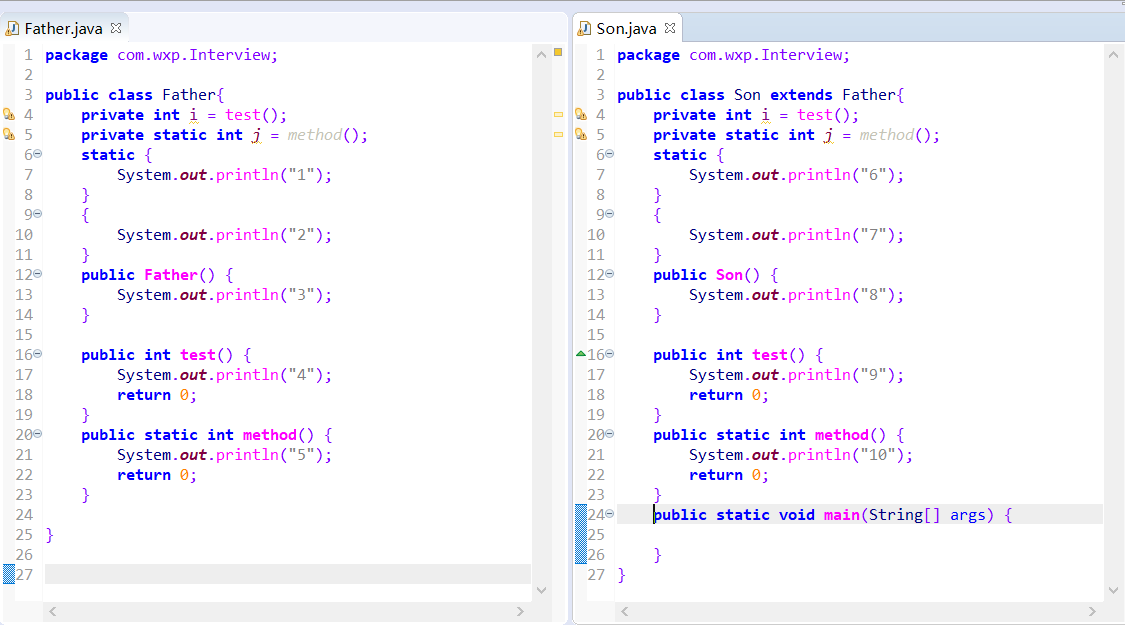 Father.java
1 package com.wxp.Interview;
2
3 public class Father{
4     private int i = test();
5     private static int j = method();
6     static {
7         System.out.println("1");
8     }
9     {
10         System.out.println("2");
11     }
12     public Father() {
13         System.out.println("3");
14     }
15
16     public int test() {
17         System.out.println("4");
18         return 0;
19     }
20     public static int method() {
21         System.out.println("5");
22         return 0;
23     }
24
25 }
26
27
Son.java
1 package com.wxp.Interview;
2
3 public class Son extends Father{
4     private int i = test();
5     private static int j = method();
6     static {
7         System.out.println("6");
8     }
9     {
10         System.out.println("7");
11     }
12     public Son() {
13         System.out.println("8");
14     }
15
16     public int test() {
17         System.out.println("9");
18         return 0;
19     }
20     public static int method() {
21         System.out.println("10");
22         return 0;
23     }
24     public static void main(String[] args) {
25
26     }
27 }